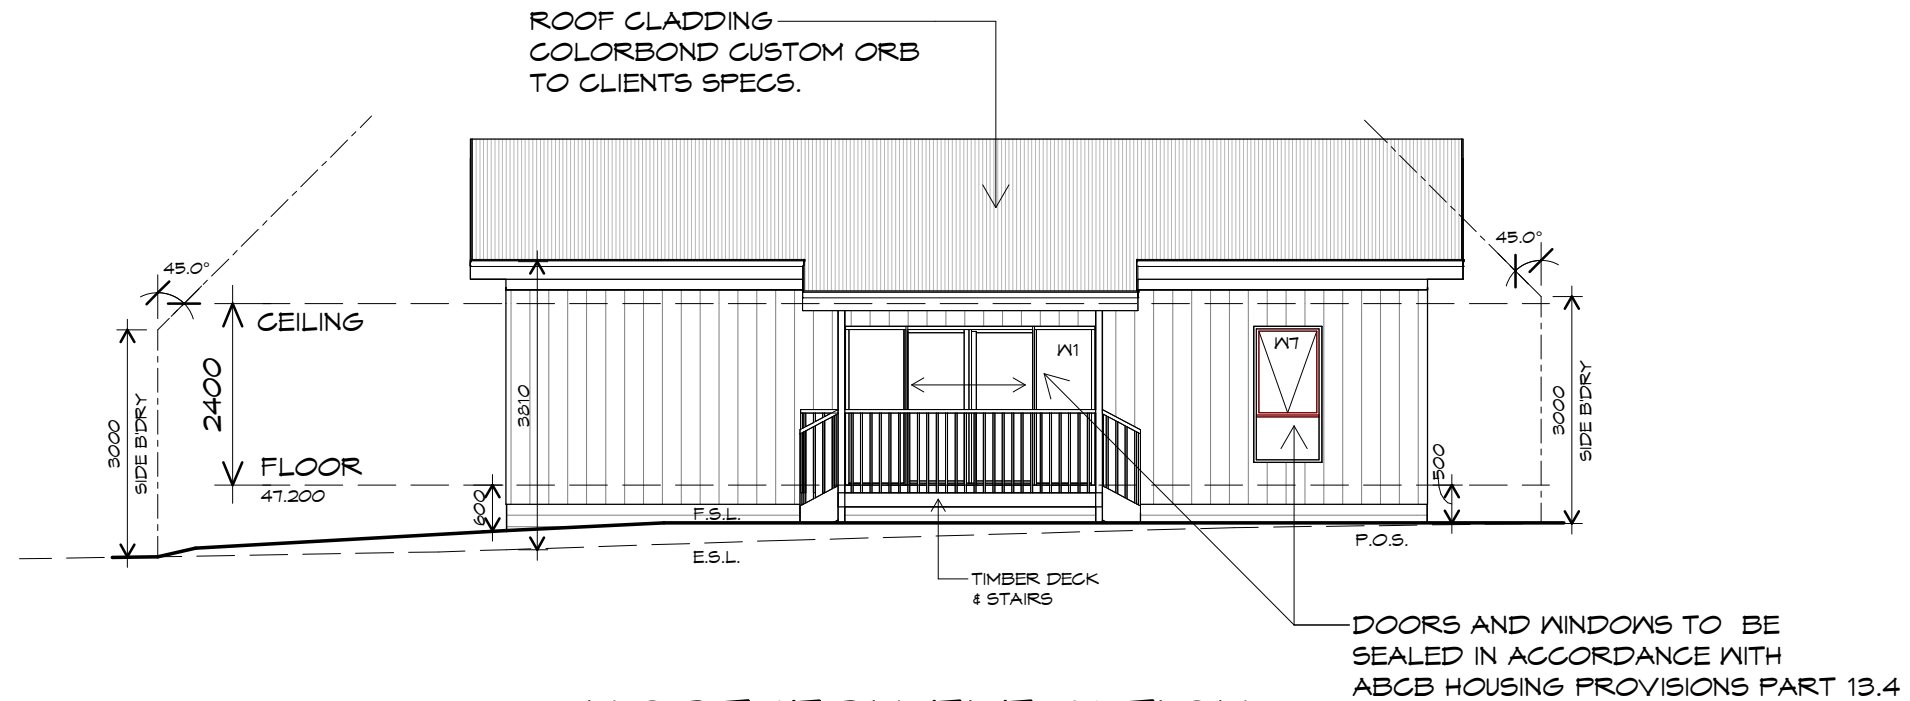 ROOF CLADDING
COLORBOND CUSTOM ORB
TO CLIENTS SPECS.
45.0°
45.0°
CEILING
2400
3000
SIDE B'DRY
3810
W1
W7
3000
SIDE B'DRY
FLOOR
47.200
600
500
F.S.L.
E.S.L.
P.O.S.
TIMBER DECK
& STAIRS
DOORS AND WINDOWS TO BE
SEALED IN ACCORDANCE WITH
ABCB HOUSING PROVISIONS PART 13.4